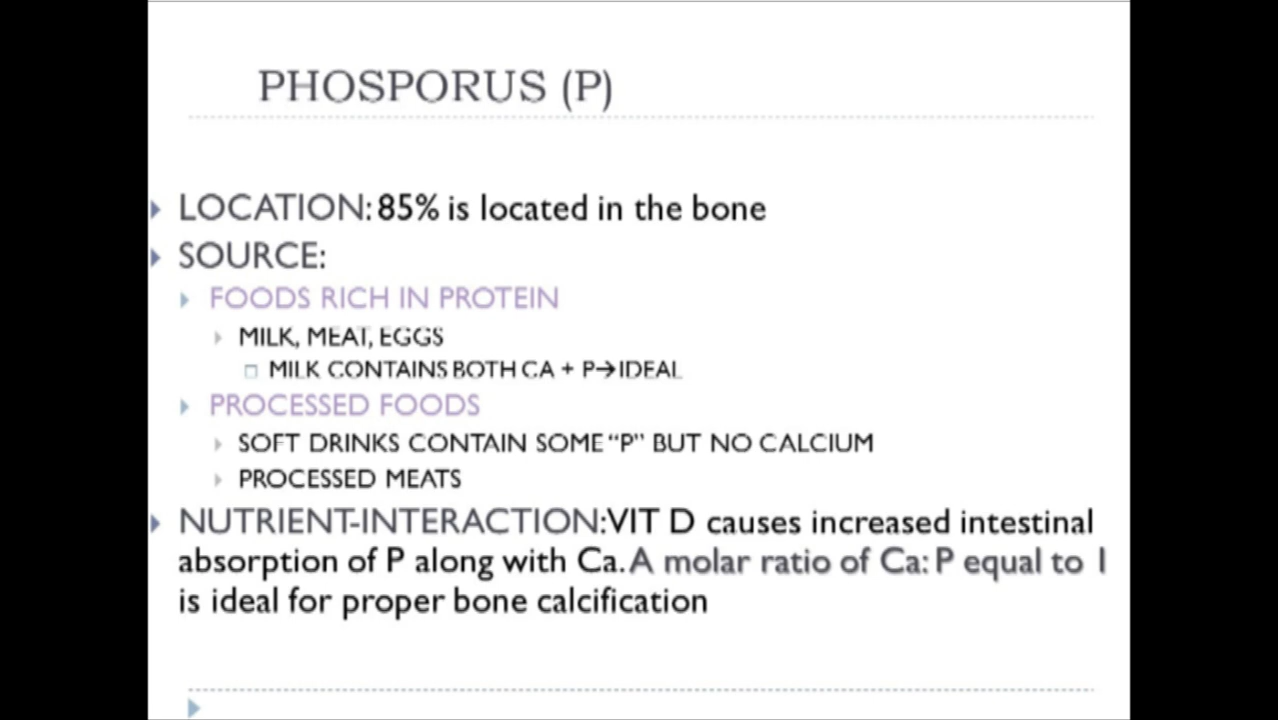 PHOSPORUS (P)
LOCATION: 85% is located in the bone
SOURCE:
FOODS RICH IN PROTEIN
MILK, MEAT, EGGS
MILK CONTAINS BOTH CA + P→IDEAL
PROCESSED FOODS
SOFT DRINKS CONTAIN SOME “P” BUT NO CALCIUM
PROCESSED MEATS
NUTRIENT-INTERACTION:VIT D causes increased intestinal
absorption of P along with Ca. A molar ratio of Ca: P equal to 1
is ideal for proper bone calcification